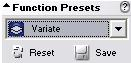 Function Presets ?
Variate
Reset Save